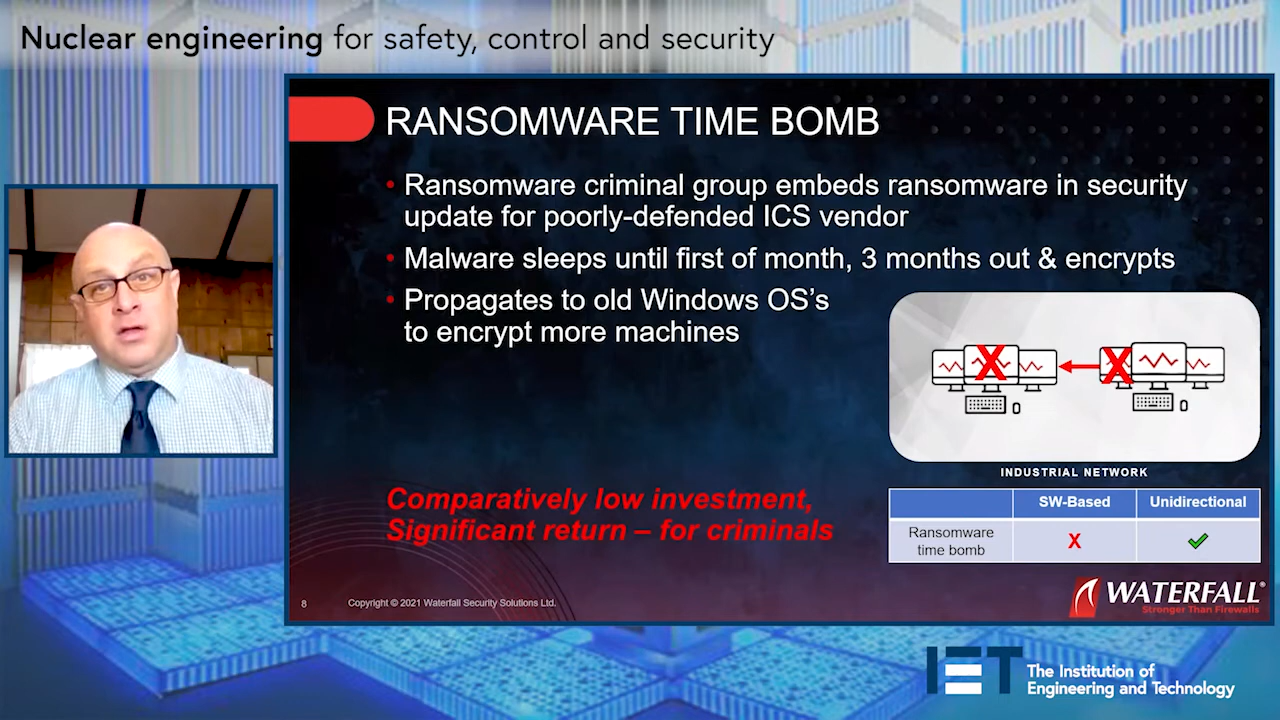 Nuclear engineering for safety, control and security
RANSOMWARE TIME BOMB
• Ransomware criminal group embeds ransomware in security
update for poorly-defended ICS vendor
• Malware sleeps until first of month, 3 months out & encrypts
• Propagates to old Windows OS's
to encrypt more machines
X X
INDUSTRIAL NETWORK
SW-Based Unidirectional
Ransomware
time bomb X ✓
Comparatively low investment,
Significant return – for criminals
8 Copyright © 2021 Waterfall Security Solutions Ltd.
WATERFALL®
Stronger Than Firewalls
IET The Institution of
Engineering and Technology